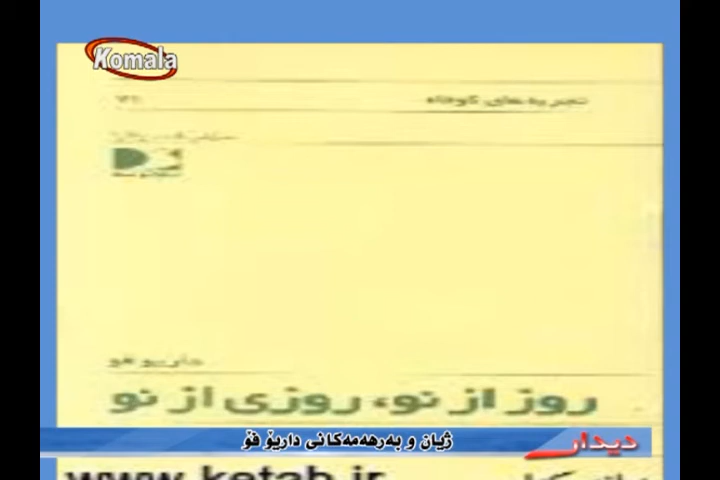 Komala
تجربه‌های کوتاه
داریو فو
روز از نو، روزی از نو
ژیان و بەرهەمەکانی داریۆ فۆ
دیدار
www.ketab.ir